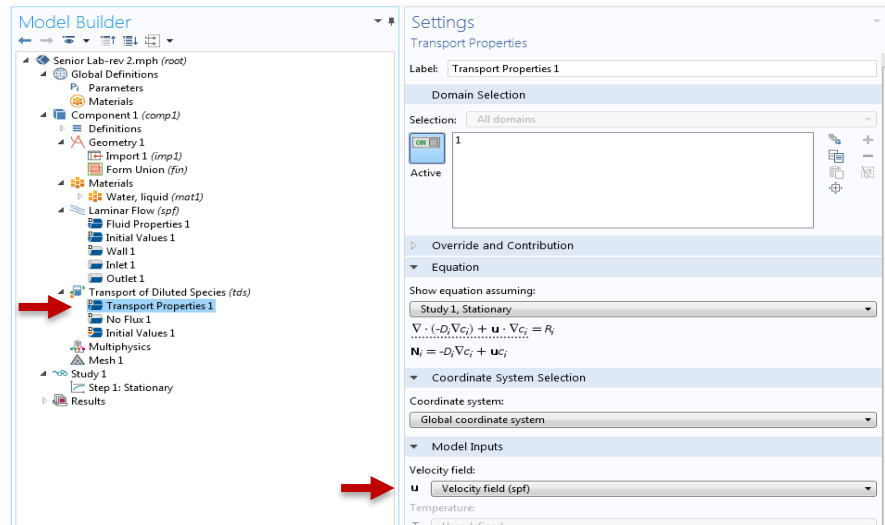 Model Builder
Senior Lab-rev 2.mph (root)
Global Definitions
Pi Parameters
Materials
Component 1 (comp1)
Definitions
Geometry 1
Import 1 (imp1)
Form Union (fin)
Materials
Water, liquid (mat1)
Laminar Flow (spf)
Fluid Properties 1
Initial Values 1
Wall 1
Inlet 1
Outlet 1
Transport of Diluted Species (tds)
Transport Properties 1
No Flux 1
Initial Values 1
Multiphysics
Mesh 1
Study 1
Step 1: Stationary
Results
Settings
Transport Properties
Label: Transport Properties 1
Domain Selection
Selection: All domains
ON
1
Active
Override and Contribution
Equation
Show equation assuming:
Study 1, Stationary
∇ · (-Dᵢ∇cᵢ) + u · ∇cᵢ = Rᵢ
Nᵢ = -Dᵢ∇cᵢ + ucᵢ
Coordinate System Selection
Coordinate system:
Global coordinate system
Model Inputs
Velocity field:
u Velocity field (spf)
Temperature: